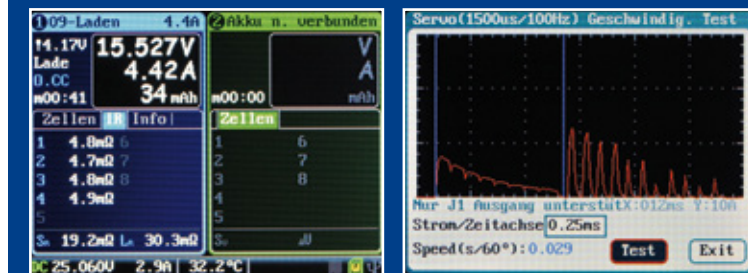 1 09-Laden 4.4A
14.17V 15.527V
Lade 4.42A
0.CC
m00:41 34 mAh
Zellen IR Info
1 4.8mΩ 6
2 4.7mΩ 7
3 4.8mΩ 8
4 4.9mΩ
5
19.2mΩ 30.3mΩ
2 Akku n. verbunden
V
A
m00:00 mAh
Zellen
1 6
2 7
3 8
4
5
DC 25.060V 2.9A 32.2°C
Servo(1500us/100Hz) Geschwindig. Test
Nur J1 Ausgang unterstütX:012ms Y:10A
Strom/Zeitachse 0.25ms
Speed(s/60°):0.029 Test Exit